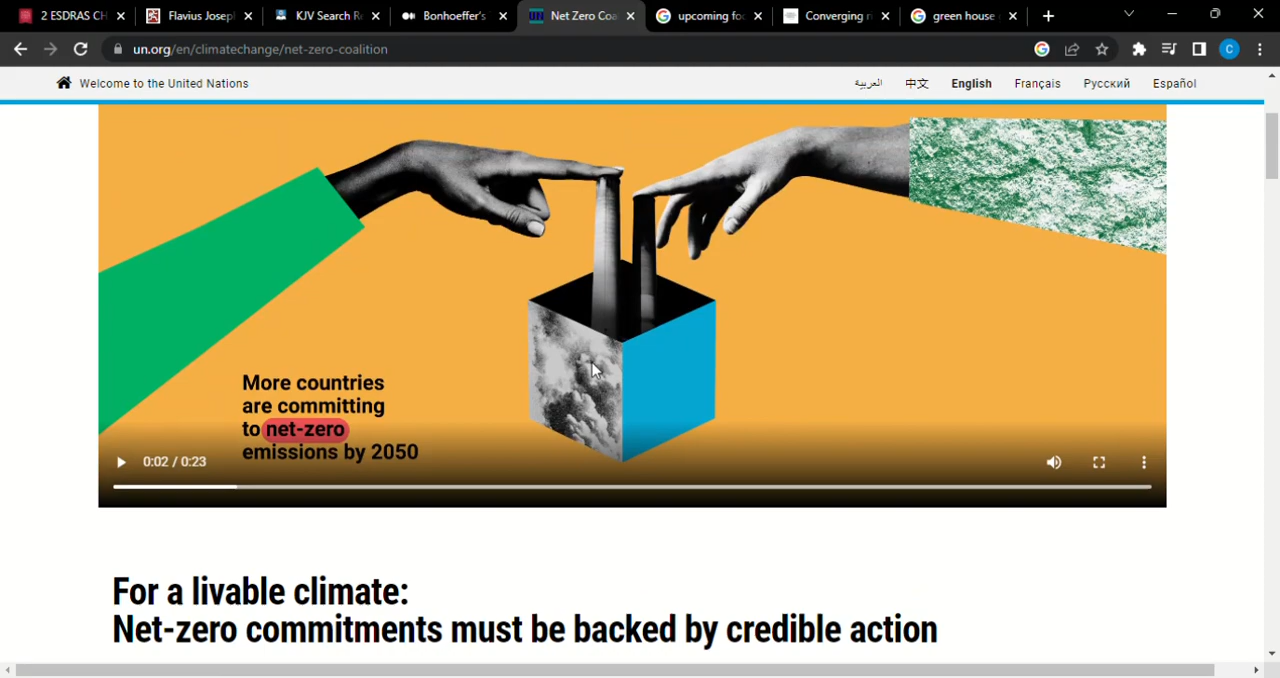 2 ESDRAS CH
Flavius Joseph
KJV Search Re
Bonhoeffer's
Net Zero Coa
upcoming foo
Converging ri
green house
un.org/en/climatechange/net-zero-coalition
C
Welcome to the United Nations
العربية
中文
English
Français
Русский
Español
More countries
are committing
to net-zero
emissions by 2050
0:02 / 0:23
For a livable climate:
Net-zero commitments must be backed by credible action